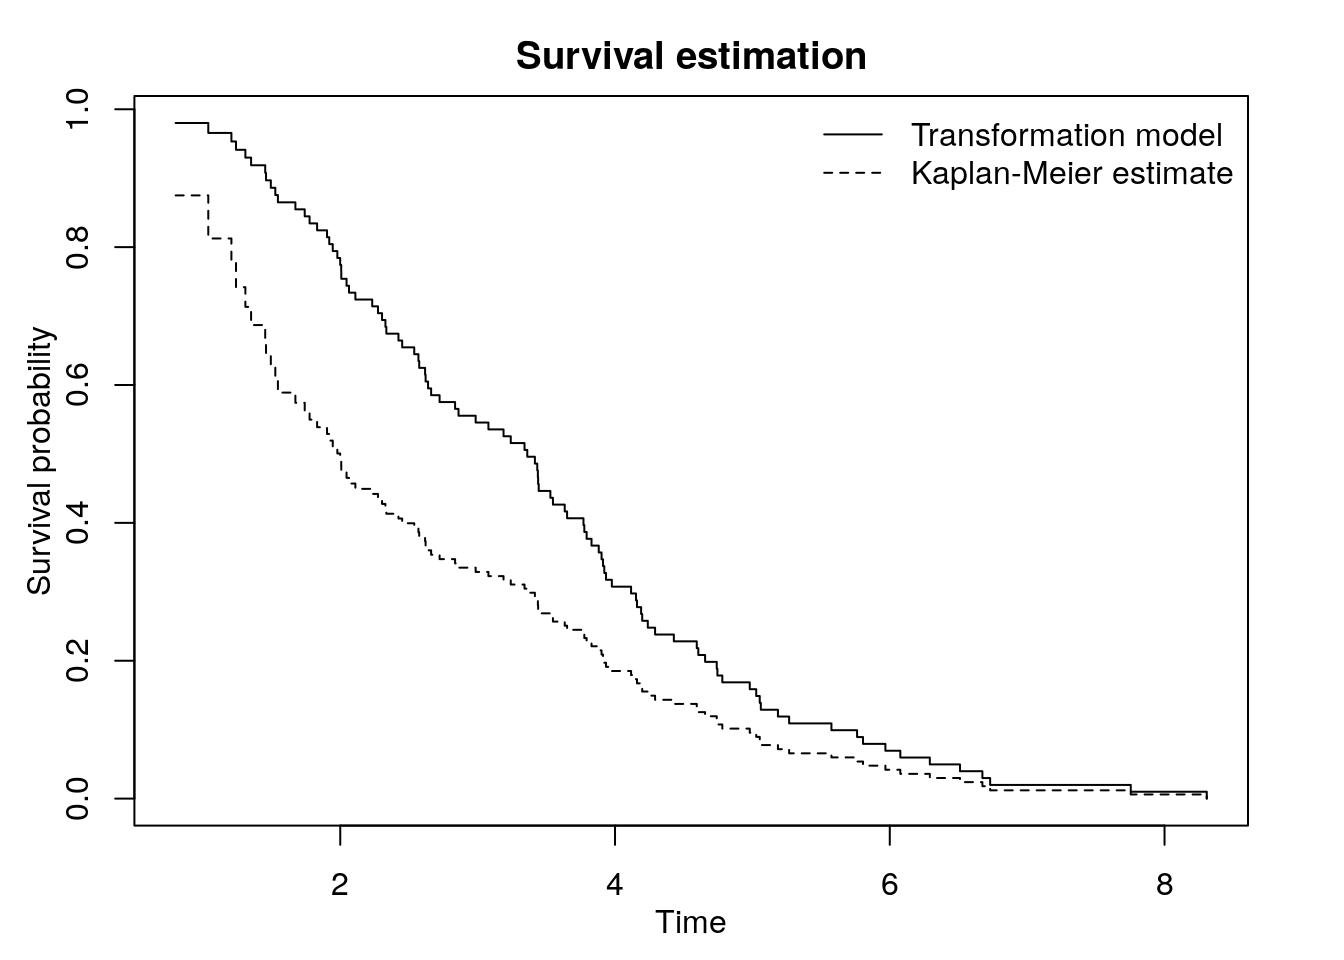 Survival estimation
Transformation model
Kaplan-Meier estimate
Survival probability
1.0
0.8
0.6
0.4
0.2
0.0
2 4 6 8
Time